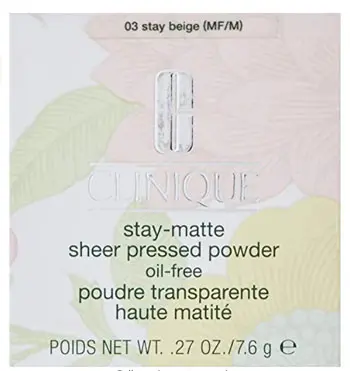 03 stay beige (MF/M)
CLINIQUE
stay-matte
sheer pressed powder
oil-free
poudre transparente
haute matité
POIDS NET WT. .27 OZ./7.6 g ℮